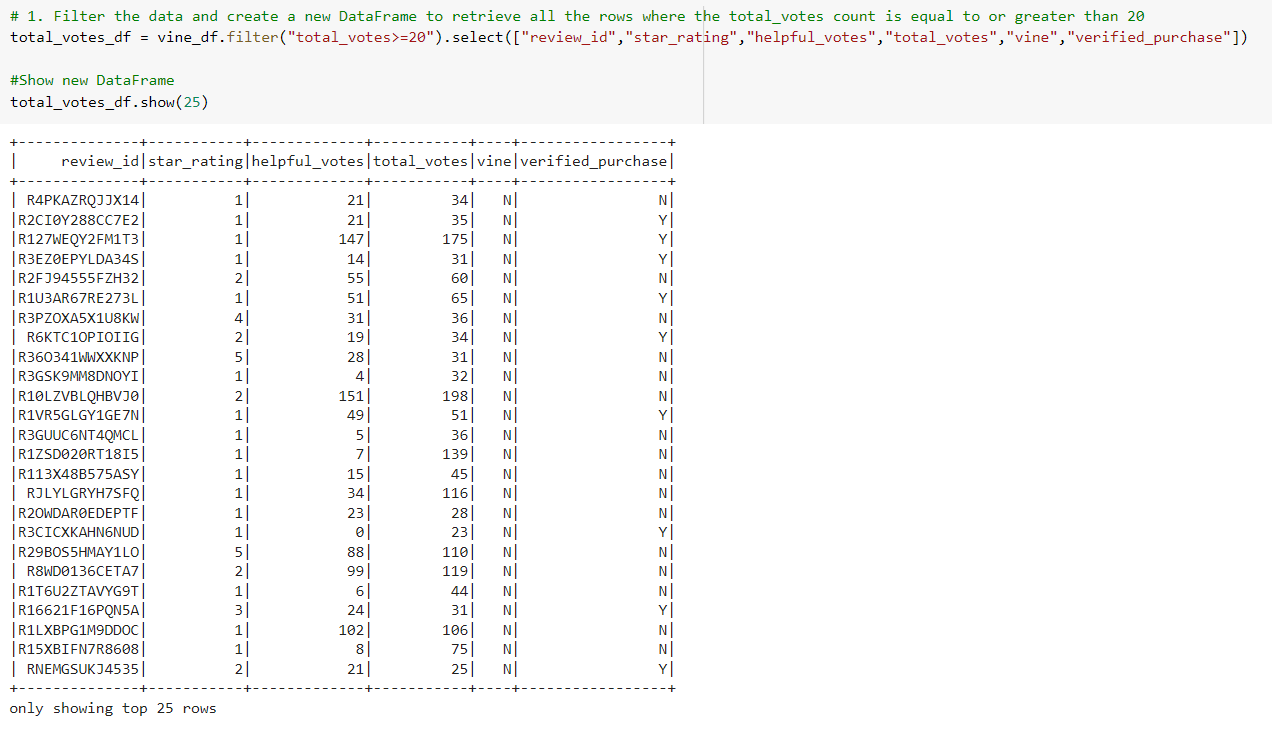 # 1. Filter the data and create a new DataFrame to retrieve all the rows where the total_votes count is equal to or greater than 20
total_votes_df = vine_df.filter("total_votes>=20").select(["review_id","star_rating","helpful_votes","total_votes","vine","verified_purchase"])
#Show new DataFrame
total_votes_df.show(25)
+--------------+-----------+-------------+-----------+----+-----------------+
|     review_id|star_rating|helpful_votes|total_votes|vine|verified_purchase|
+--------------+-----------+-------------+-----------+----+-----------------+
| R4PKAZRQJJX14|          1|           21|         34|   N|                N|
|R2CI0Y288CC7E2|          1|           21|         35|   N|                Y|
|R127WEQY2FM1T3|          1|          147|        175|   N|                Y|
|R3EZ0EPYLDA34S|          1|           14|         31|   N|                Y|
|R2FJ94555FZH32|          2|           55|         60|   N|                N|
|R1U3AR67RE273L|          1|           51|         65|   N|                Y|
|R3PZOXA5X1U8KW|          4|           31|         36|   N|                N|
| R6KTC1OPIOIIG|          2|           19|         34|   N|                Y|
|R36O341WWXXKNP|          5|           28|         31|   N|                N|
|R3GSK9MM8DNOYI|          1|            4|         32|   N|                N|
|R10LZVBLQHBVJ0|          2|          151|        198|   N|                N|
|R1VR5GLGY1GE7N|          1|           49|         51|   N|                Y|
|R3GUUC6NT4QMCL|          1|            5|         36|   N|                N|
|R1ZSD020RT18I5|          1|            7|        139|   N|                N|
|R113X48B575ASY|          1|           15|         45|   N|                N|
| RJLYLGRYH7SFQ|          1|           34|        116|   N|                N|
|R2OWDAR0EDEPTF|          1|           23|         28|   N|                N|
|R3CICXKAHN6NUD|          1|            0|         23|   N|                Y|
|R29BOS5HMAY1LO|          5|           88|        110|   N|                N|
| R8WD0136CETA7|          2|           99|        119|   N|                N|
|R1T6U2ZTAVYG9T|          1|            6|         44|   N|                N|
|R16621F16PQN5A|          3|           24|         31|   N|                Y|
|R1LXBPG1M9DDOC|          1|          102|        106|   N|                N|
|R15XBIFN7R8608|          1|            8|         75|   N|                N|
| RNEMGSUKJ4535|          2|           21|         25|   N|                Y|
+--------------+-----------+-------------+-----------+----+-----------------+
only showing top 25 rows